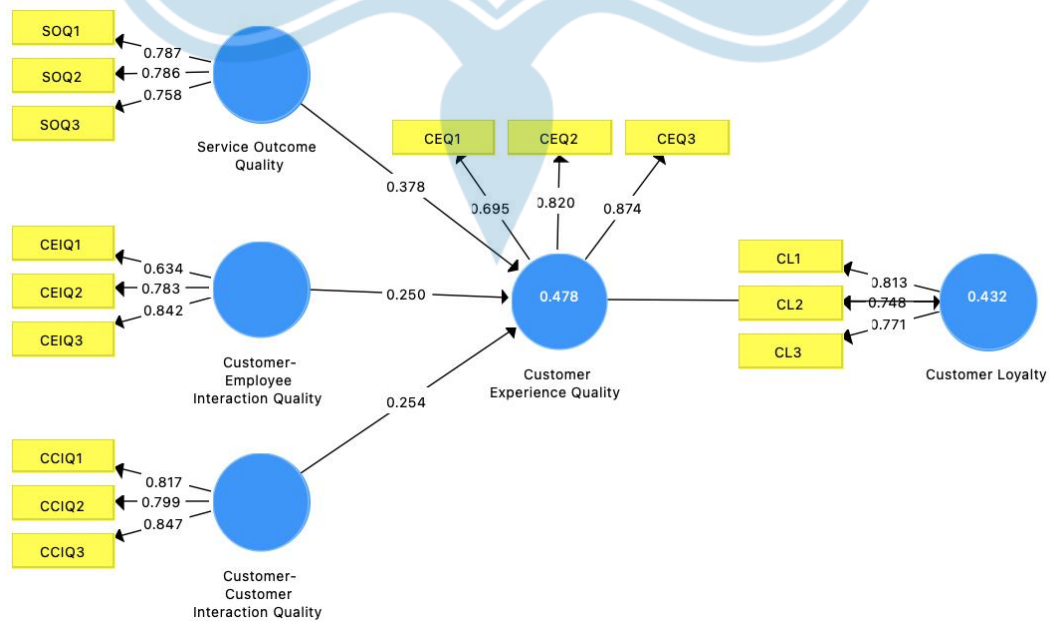 SOQ1
0.787
SOQ2
0.786
0.758
SOQ3
Service Outcome
Quality
CEQ1
CEQ2
CEQ3
0.378
0.695
0.820
0.874
CEIQ1
0.634
CEIQ2
0.783
0.842
CEIQ3
Customer-
Employee
Interaction Quality
0.250
0.478
Customer
Experience Quality
CL1
0.813
CL2
0.748
0.771
CL3
0.432
Customer Loyalty
0.254
CCIQ1
0.817
CCIQ2
0.799
0.847
CCIQ3
Customer-
Customer
Interaction Quality